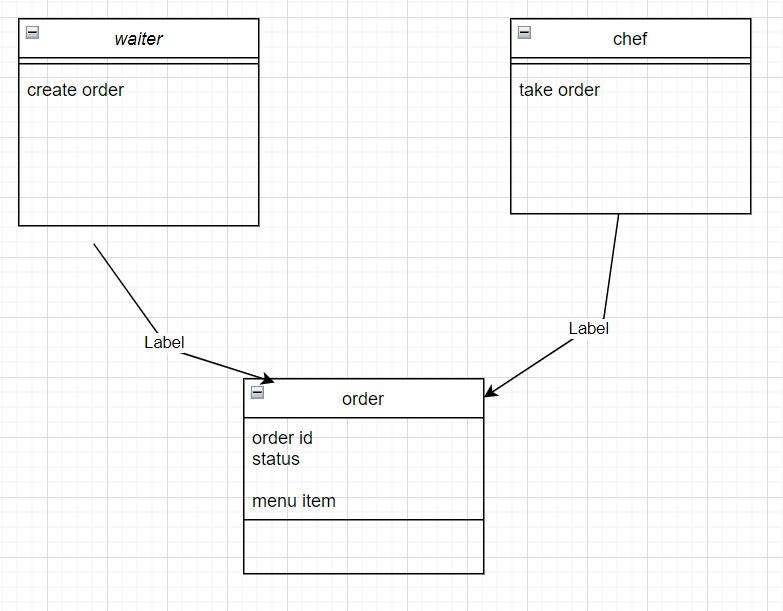 waiter
create order
chef
take order
Label
Label
order
order id
status
menu item